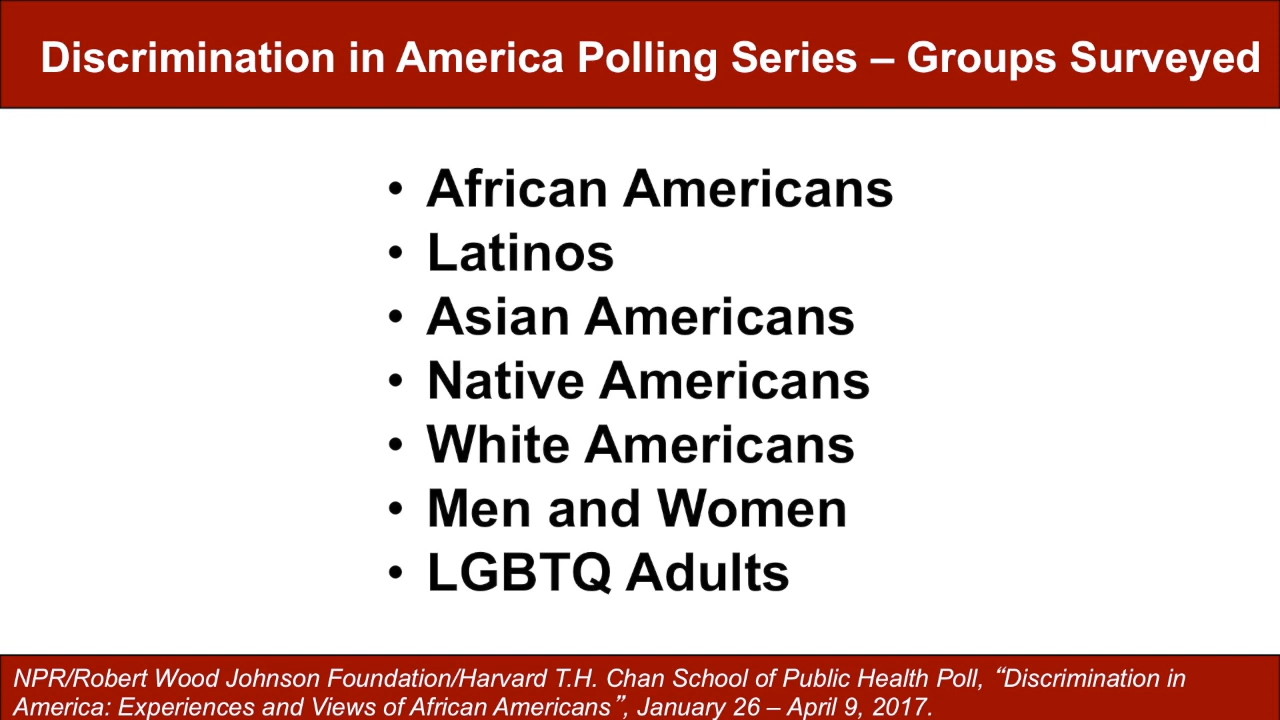 Discrimination in America Polling Series – Groups Surveyed
• African Americans
• Latinos
• Asian Americans
• Native Americans
• White Americans
• Men and Women
• LGBTQ Adults
NPR/Robert Wood Johnson Foundation/Harvard T.H. Chan School of Public Health Poll, “Discrimination in
America: Experiences and Views of African Americans”, January 26 – April 9, 2017.